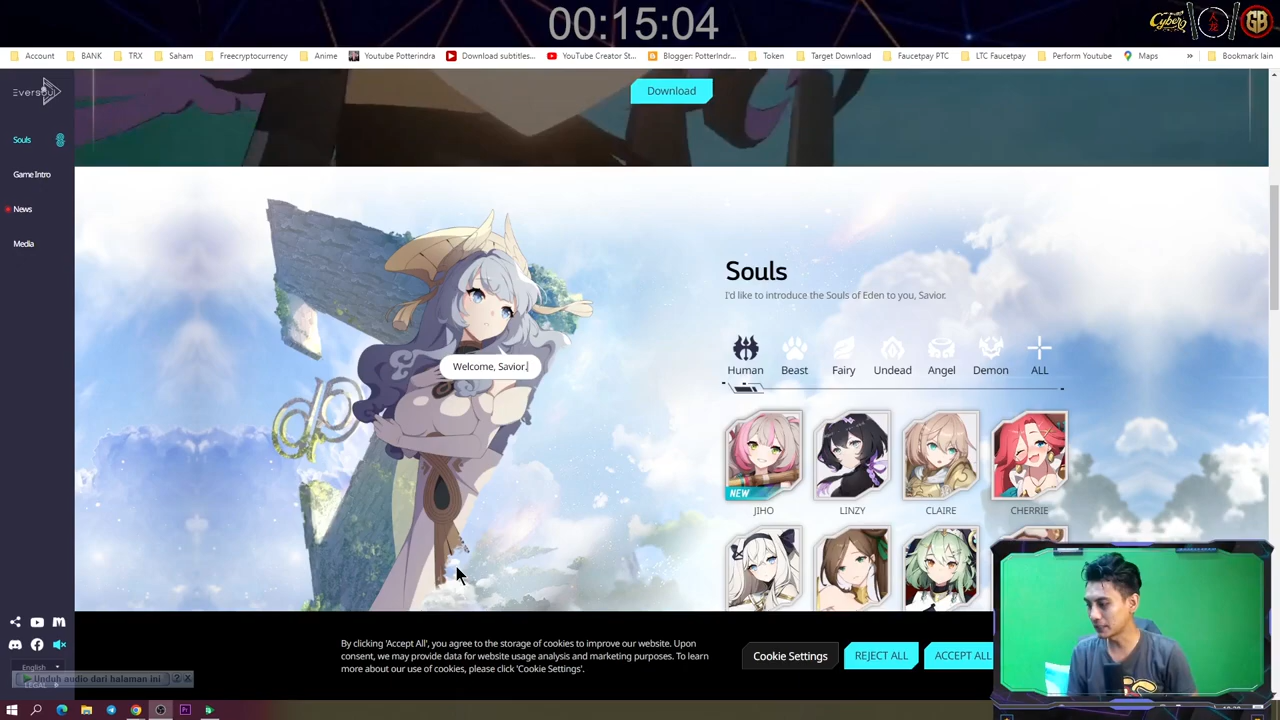 00:15:04
Cyber
GB
Account
BANK
TRX
Saham
Freecryptocurrency
Anime
Youtube Potterindra
Download subtitles...
YouTube Creator St...
Blogger: PotterIndr...
Token
Target Download
Faucetpay PTC
LTC Faucetpay
Perform Youtube
Maps
»
Bookmark lain
Eversoul
Download
Souls
Game Intro
News
Media
Souls
I'd like to introduce the Souls of Eden to you, Savior.
Welcome, Savior.
Human
Beast
Fairy
Undead
Angel
Demon
ALL
NEW
JIHO
LINZY
CLAIRE
CHERRIE
By clicking 'Accept All', you agree to the storage of cookies to improve our website. Upon
consent, we may provide data for website usage analysis and marketing purposes. To learn
more about our use of cookies, please click 'Cookie Settings'.
Cookie Settings
REJECT ALL
ACCEPT ALL
English
LEGAL
Unduh audio dari halaman ini
? X